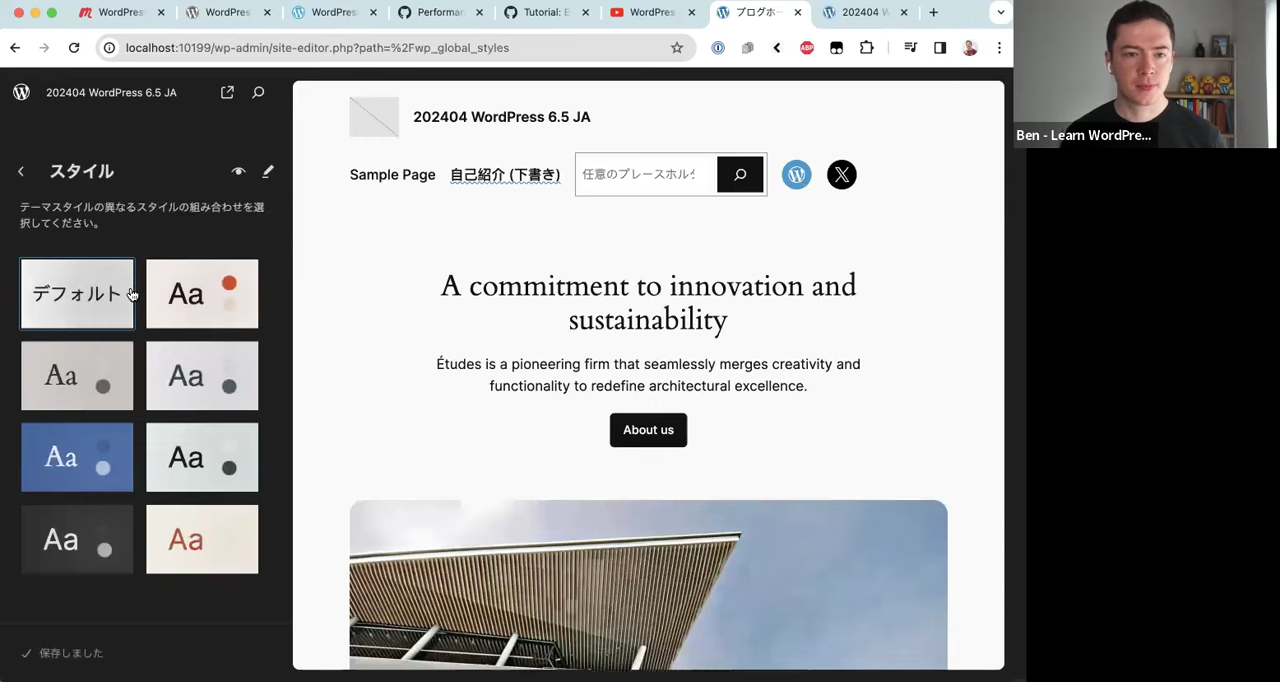 WordPres
WordPres
WordPres
Performan
Tutorial: E
WordPres
ブログホー
202404 W
localhost:10199/wp-admin/site-editor.php?path=%2Fwp_global_styles
ABP
Ben - Learn WordPre...
202404 WordPress 6.5 JA
スタイル
テーマスタイルの異なるスタイルの組み合わせを選
択してください。
デフォルト
Aa
Aa
Aa
Aa
Aa
Aa
Aa
保存しました
202404 WordPress 6.5 JA
Sample Page
自己紹介 (下書き)
任意のプレースホル
A commitment to innovation and
sustainability
Études is a pioneering firm that seamlessly merges creativity and
functionality to redefine architectural excellence.
About us